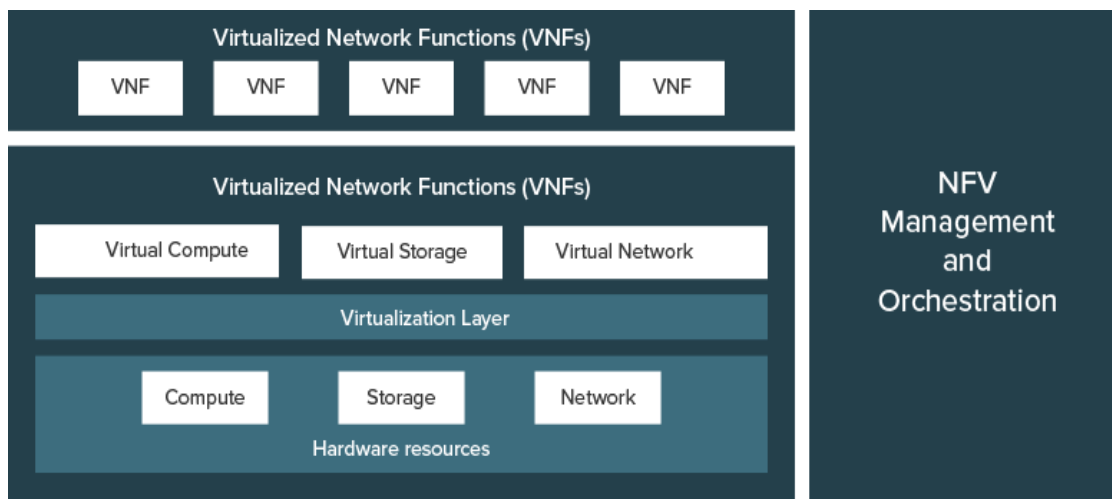 Virtualized Network Functions (VNFs)
VNF VNF VNF VNF VNF
Virtualized Network Functions (VNFs)
Virtual Compute Virtual Storage Virtual Network
Virtualization Layer
Compute Storage Network
Hardware resources
NFV
Management
and
Orchestration